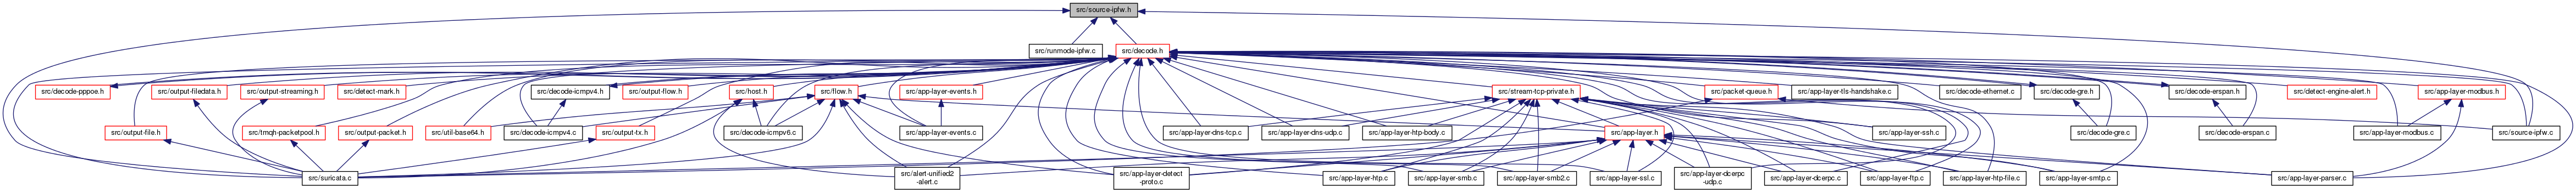 src/source-ipfw.h
src/runmode-ipfw.c
src/decode.h
src/decode-pppoe.h
src/output-filedata.h
src/output-streaming.h
src/detect-mark.h
src/decode-icmpv4.h
src/output-flow.h
src/host.h
src/flow.h
src/app-layer-events.h
src/stream-tcp-private.h
src/packet-queue.h
src/app-layer-tls-handshake.c
src/decode-ethernet.c
src/decode-gre.h
src/decode-erspan.h
src/detect-engine-alert.h
src/app-layer-modbus.h
src/output-file.h
src/tmqh-packetpool.h
src/output-packet.h
src/util-base64.h
src/decode-icmpv4.c
src/output-tx.h
src/decode-icmpv6.c
src/app-layer-events.c
src/app-layer-dns-tcp.c
src/app-layer-dns-udp.c
src/app-layer-htp-body.c
src/app-layer.h
src/app-layer-ssh.c
src/decode-gre.c
src/decode-erspan.c
src/app-layer-modbus.c
src/source-ipfw.c
src/suricata.c
src/alert-unified2
-alert.c
src/app-layer-detect
-proto.c
src/app-layer-htp.c
src/app-layer-smb.c
src/app-layer-smb2.c
src/app-layer-ssl.c
src/app-layer-dcerpc
-udp.c
src/app-layer-dcerpc.c
src/app-layer-ftp.c
src/app-layer-htp-file.c
src/app-layer-smtp.c
src/app-layer-parser.c